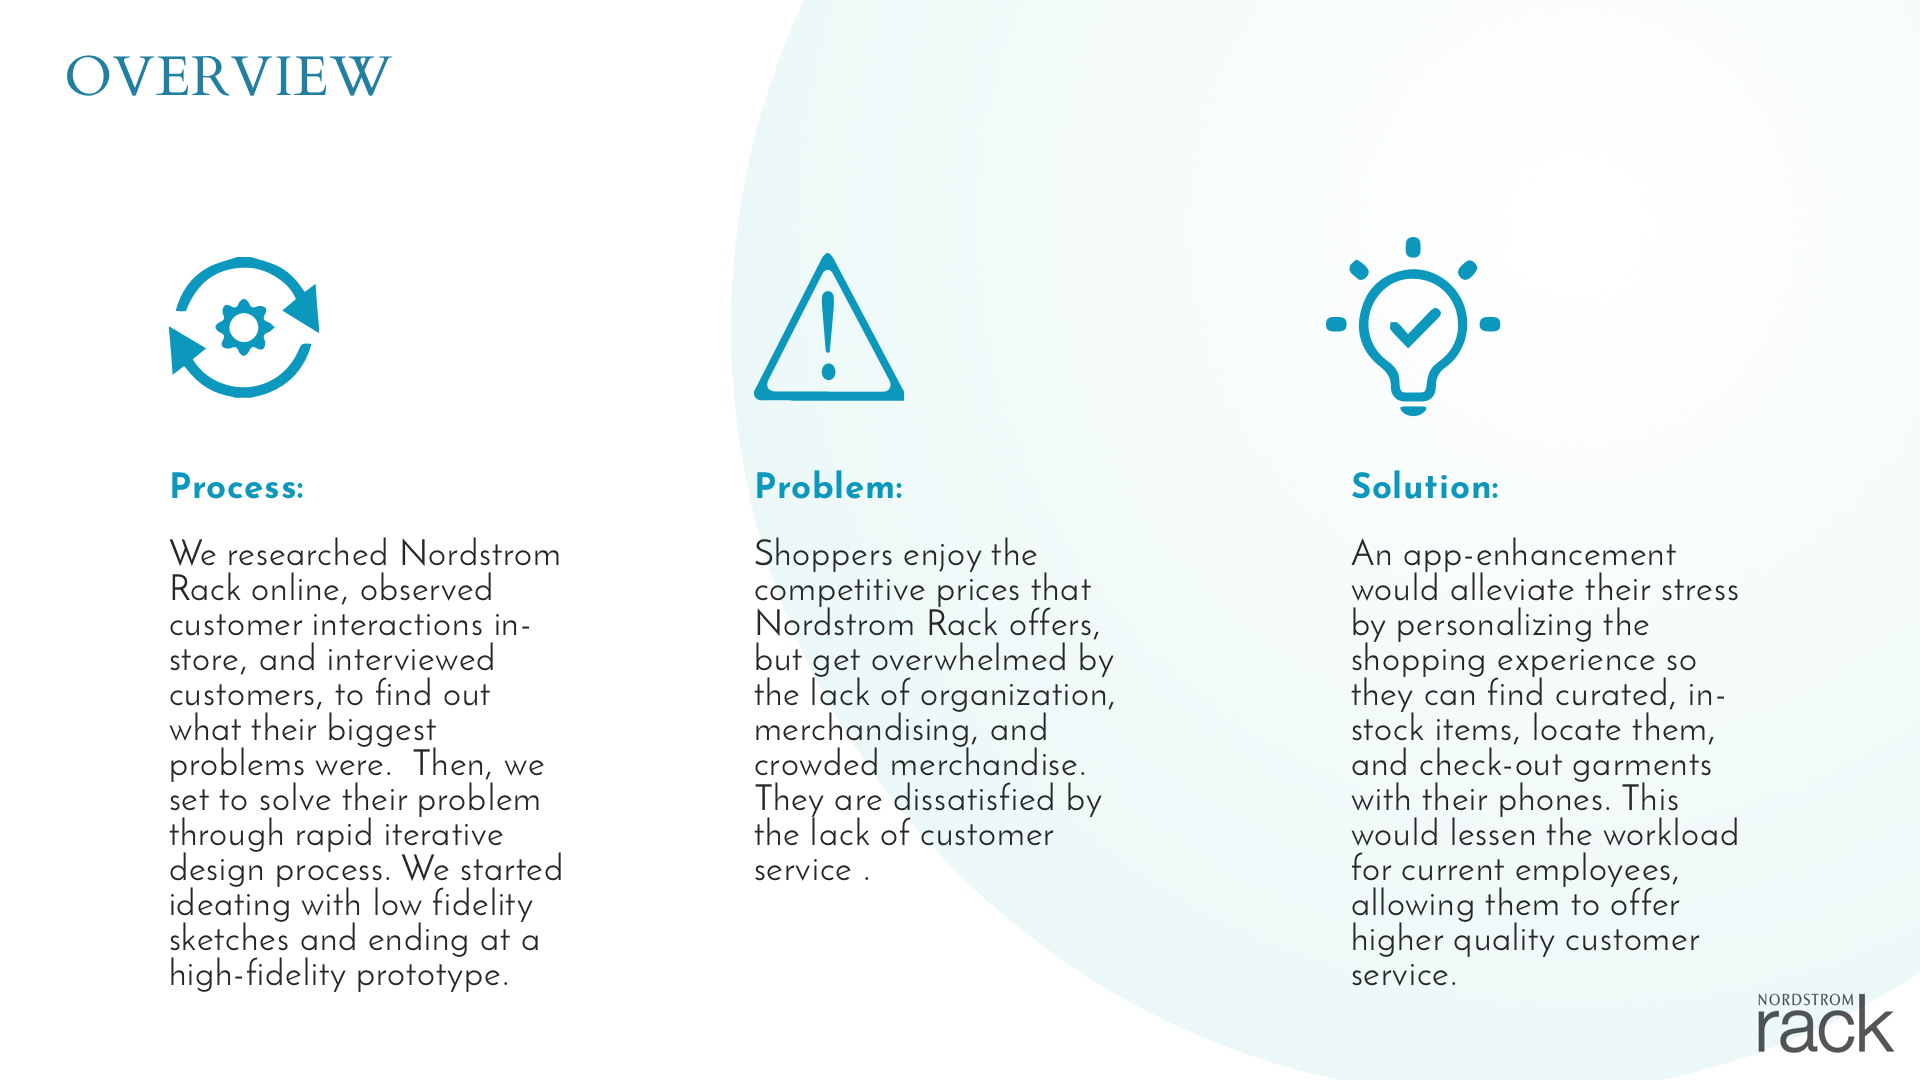 OVERVIEW
Process:
We researched Nordstrom
Rack online, observed
customer interactions in-
store, and interviewed
customers, to find out
what their biggest
problems were.  Then, we
set to solve their problem
through rapid iterative
design process. We started
ideating with low fidelity
sketches and ending at a
high-fidelity prototype.
Problem:
Shoppers enjoy the
competitive prices that
Nordstrom Rack offers,
but get overwhelmed by
the lack of organization,
merchandising, and
crowded merchandise.
They are dissatisfied by
the lack of customer
service .
Solution:
An app-enhancement
would alleviate their stress
by personalizing the
shopping experience so
they can find curated, in-
stock items, locate them,
and check-out garments
with their phones. This
would lessen the workload
for current employees,
allowing them to offer
higher quality customer
service.
NORDSTROM
rack